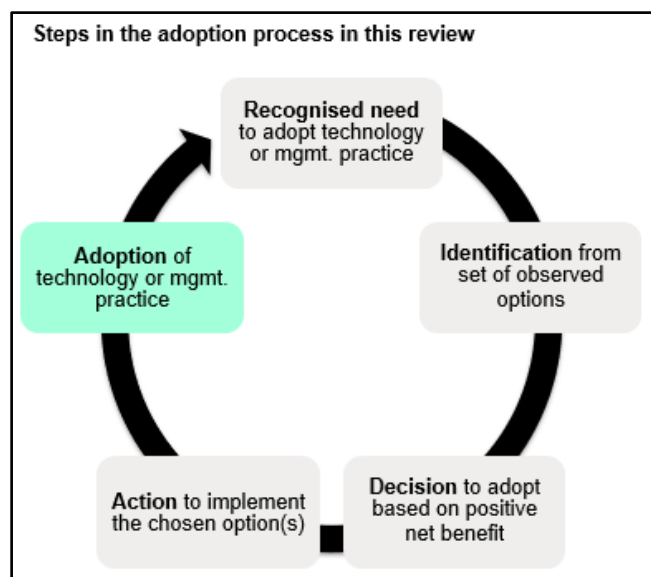 Steps in the adoption process in this review
Recognised need
to adopt technology
or mgmt. practice
Identification from
set of observed
options
Decision to adopt
based on positive
net benefit
Action to implement
the chosen option(s)
Adoption of
technology or mgmt.
practice